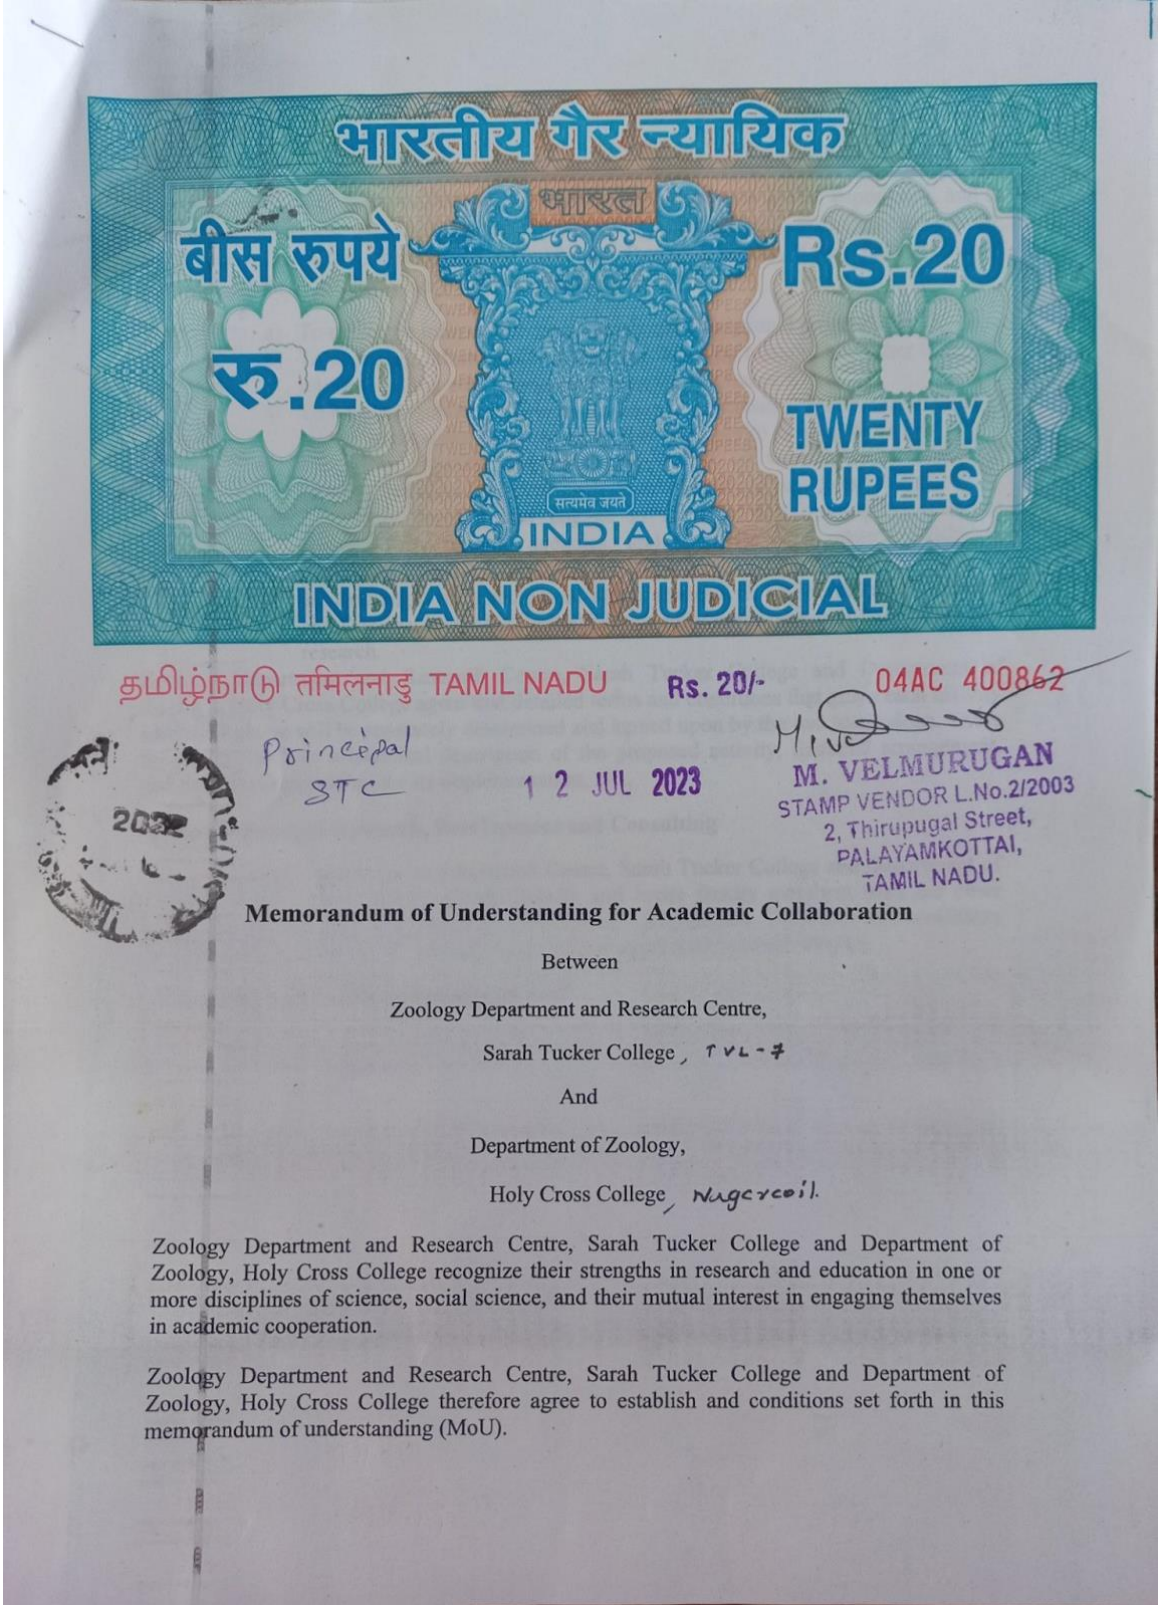 भारतीय गैर न्यायिक
भारत
बीस रुपये
रु.20
Rs.20
TWENTY
RUPEES
सत्यमेव जयते
INDIA
INDIA NON JUDICIAL
தமிழ்நாடு तमिलनाडु TAMIL NADU Rs. 20/- 04AC 400862
Principal
STC
12 JUL 2023
M. VELMURUGAN
STAMP VENDOR L.No.2/2003
2, Thirupugal Street,
PALAYAMKOTTAI,
TAMIL NADU.
Memorandum of Understanding for Academic Collaboration
Between
Zoology Department and Research Centre,
Sarah Tucker College, TVL-7
And
Department of Zoology,
Holy Cross College, Nagercoil.
Zoology Department and Research Centre, Sarah Tucker College and Department of
Zoology, Holy Cross College recognize their strengths in research and education in one or
more disciplines of science, social science, and their mutual interest in engaging themselves
in academic cooperation.
Zoology Department and Research Centre, Sarah Tucker College and Department of
Zoology, Holy Cross College therefore agree to establish and conditions set forth in this
memorandum of understanding (MoU).